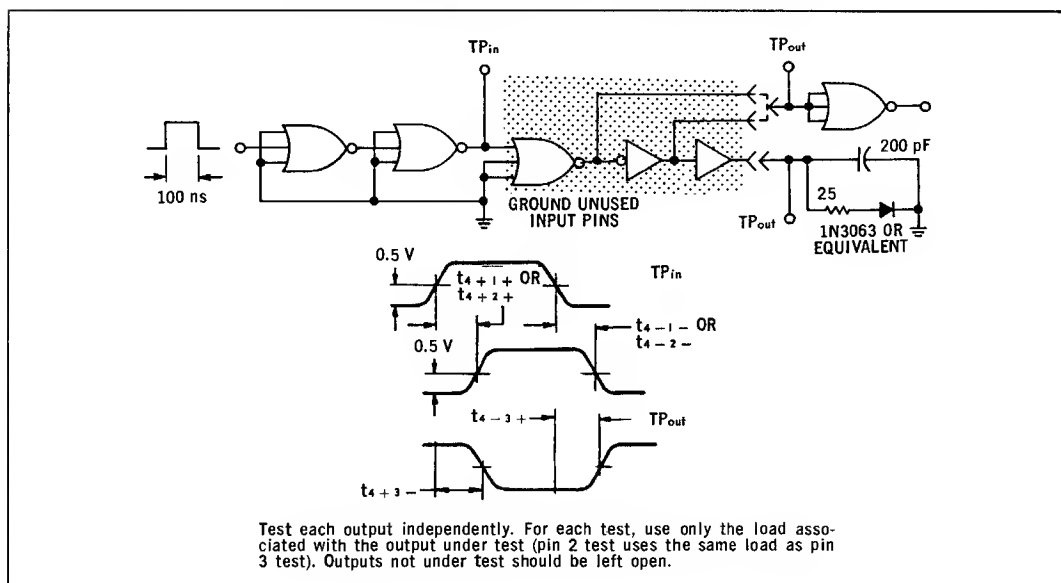 TPin
TPout
100 ns
GROUND UNUSED
INPUT PINS
200 pF
25
TPout
1N3063 OR
EQUIVALENT
0.5 V
t4 + 1 + OR
t4 + 2 +
TPin
t4 – 1 – OR
t4 – 2 –
0.5 V
t4 – 3 +
TPout
t4 + 3 –
Test each output independently. For each test, use only the load asso-
ciated with the output under test (pin 2 test uses the same load as pin
3 test). Outputs not under test should be left open.